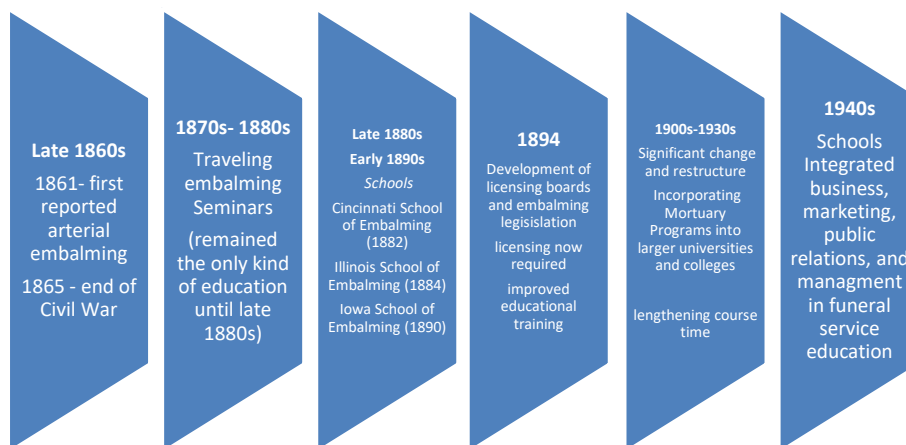 Late 1860s
1861- first
reported
arterial
embalming
1865 - end of
Civil War
1870s- 1880s
Traveling
embalming
Seminars
(remained
the only kind
of education
until late
1880s)
Late 1880s
Early 1890s
Schools
Cincinnati School
of Embalming
(1882)
Illinois School of
Embalming (1884)
Iowa School of
Embalming (1890)
1894
Development of
licensing boards
and embalming
legisislation
licensing now
required
improved
educational
training
1900s-1930s
Significant change
and restructure
Incorporating
Mortuary
Programs into
larger universities
and colleges
lengthening course
time
1940s
Schools
Integrated
business,
marketing,
public
relations, and
managment
in funeral
service
education